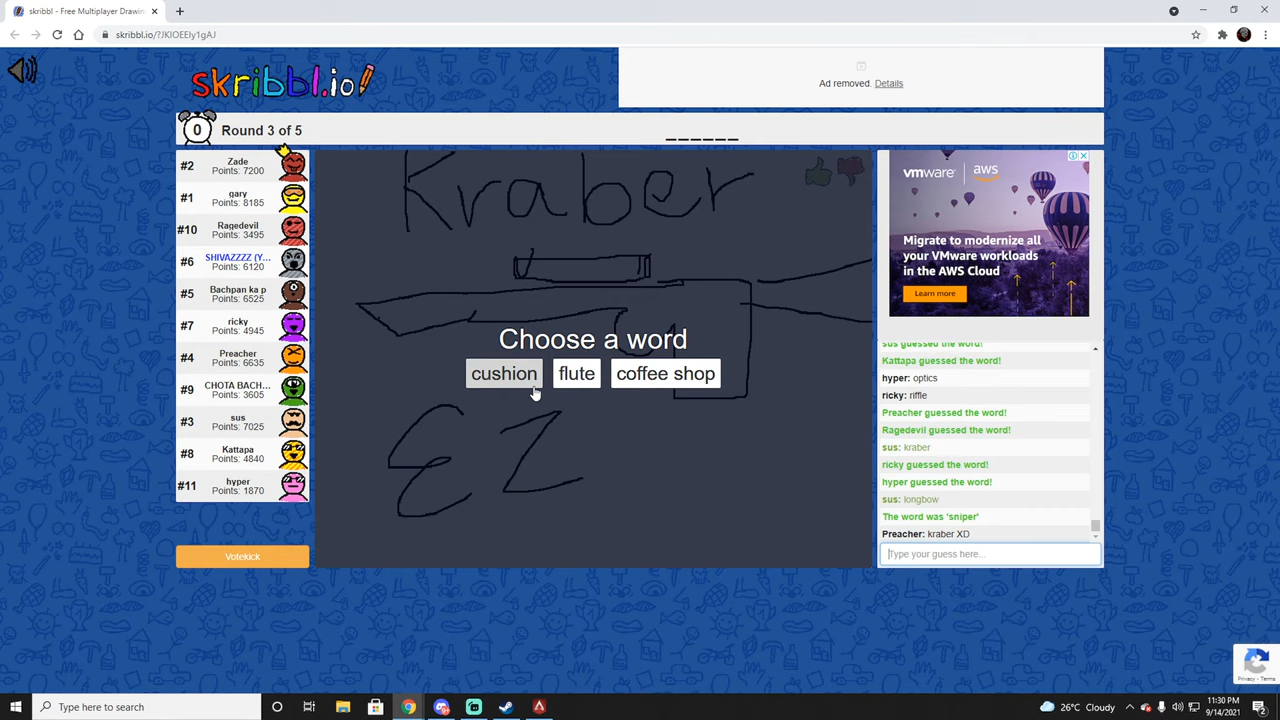 skribbl - Free Multiplayer Drawin
skribbl.io/?JKIOEEIy1gAJ
skribbl.io
Ad removed. Details
0
Round 3 of 5
______
#2 Zade
Points: 7200
#1 gary
Points: 8185
#10 Ragedevil
Points: 3495
#6 SHIVAZZZZ (Y...
Points: 6120
#5 Bachpan ka p
Points: 6525
#7 ricky
Points: 4945
#4 Preacher
Points: 6635
#9 CHOTA BACH...
Points: 3605
#3 sus
Points: 7025
#8 Kattapa
Points: 4840
#11 hyper
Points: 1870
Votekick
Kraber
Choose a word
cushion flute coffee shop
EZ
vmware aws
Migrate to modernize all
your VMware workloads
in the AWS Cloud
Learn more
sus guessed the word!
Kattapa guessed the word!
hyper: optics
ricky: riffle
Preacher guessed the word!
Ragedevil guessed the word!
sus: kraber
ricky guessed the word!
hyper guessed the word!
sus: longbow
The word was 'sniper'
Preacher: kraber XD
Type your guess here...
Privacy - Terms
Type here to search
26°C Cloudy
11:30 PM
9/14/2021
2